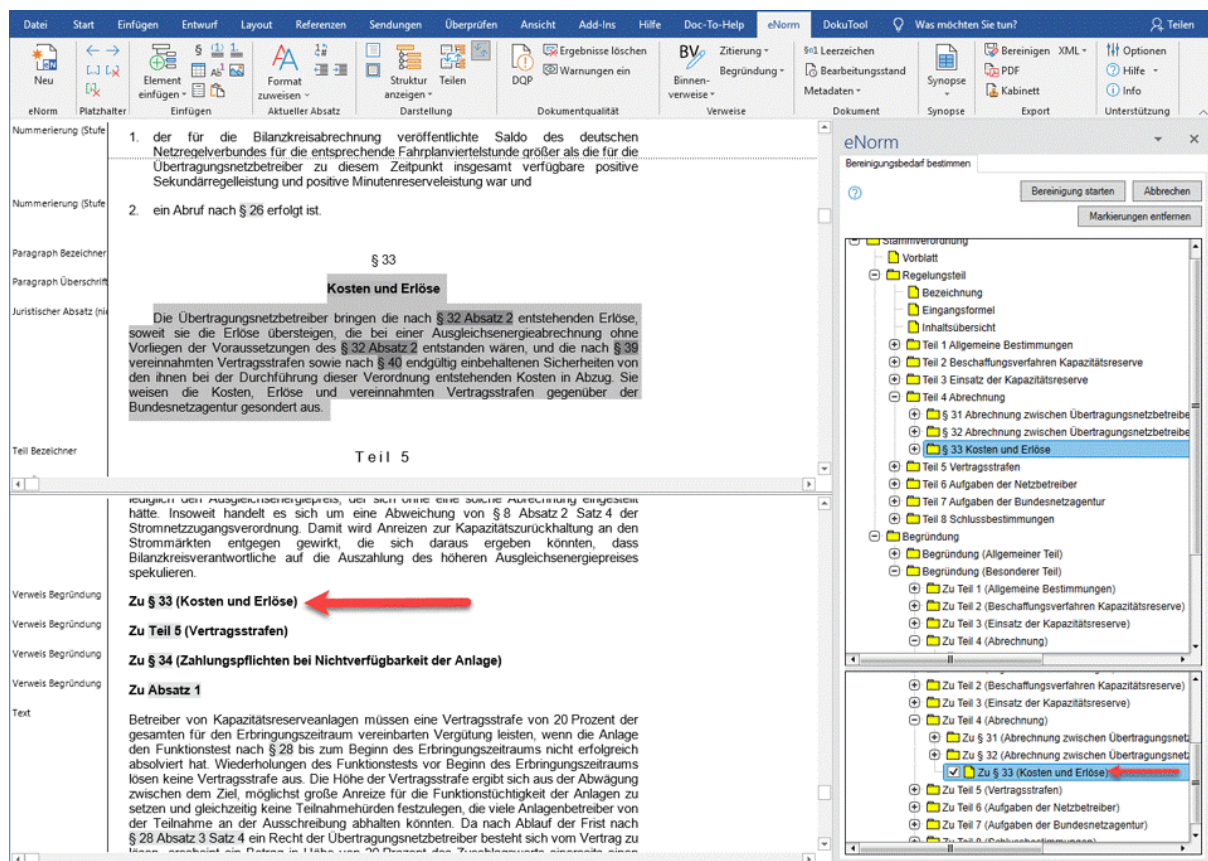 Datei Start Einfügen Entwurf Layout Referenzen Sendungen Überprüfen Ansicht Add-Ins Hilfe Doc-To-Help eNorm DokuTool Was möchten Sie tun? Teilen
Neu
eNorm
Platzhalter
Element einfügen
Einfügen
Format zuweisen
Aktueller Absatz
Struktur anzeigen
Teilen
Darstellung
DQP
Ergebnisse löschen
Warnungen ein
Dokumentqualität
Binnen-verweise
Zitierung
Begründung
Verweise
Leerzeichen
Bearbeitungsstand
Metadaten
Dokument
Synopse
Synopse
Bereinigen XML
PDF
Kabinett
Export
Optionen
Hilfe
Info
Unterstützung
Nummerierung (Stufe
1. der für die Bilanzkreisabrechnung veröffentlichte Saldo des deutschen
Netzregelverbundes für die entsprechende Fahrplanviertelstunde größer als die für die
Übertragungsnetzbetreiber zu diesem Zeitpunkt insgesamt verfügbare positive
Sekundärregelleistung und positive Minutenreserveleistung war und
Nummerierung (Stufe
2. ein Abruf nach § 26 erfolgt ist.
Paragraph Bezeichner
§ 33
Paragraph Überschrift
Kosten und Erlöse
Juristischer Absatz (ni
Die Übertragungsnetzbetreiber bringen die nach § 32 Absatz 2 entstehenden Erlöse,
soweit sie die Erlöse übersteigen, die bei einer Ausgleichsenergieabrechnung ohne
Vorliegen der Voraussetzungen des § 32 Absatz 2 entstanden wären, und die nach § 39
vereinnahmten Vertragsstrafen sowie nach § 40 endgültig einbehaltenen Sicherheiten von
den ihnen bei der Durchführung dieser Verordnung entstehenden Kosten in Abzug. Sie
weisen die Kosten, Erlöse und vereinnahmten Vertragsstrafen gegenüber der
Bundesnetzagentur gesondert aus.
Teil Bezeichner
Teil 5
lediglich den Ausgleichsenergiepreis, der sich ohne eine solche Abrechnung eingestellt
hätte. Insoweit handelt es sich um eine Abweichung von § 8 Absatz 2 Satz 4 der
Stromnetzzugangsverordnung. Damit wird Anreizen zur Kapazitätszurückhaltung an den
Strommärkten entgegen gewirkt, die sich daraus ergeben könnten, dass
Bilanzkreisverantwortliche auf die Auszahlung des höheren Ausgleichsenergiepreises
spekulieren.
Verweis Begründung
Zu § 33 (Kosten und Erlöse)
Verweis Begründung
Zu Teil 5 (Vertragsstrafen)
Verweis Begründung
Zu § 34 (Zahlungspflichten bei Nichtverfügbarkeit der Anlage)
Verweis Begründung
Zu Absatz 1
Text
Betreiber von Kapazitätsreserveanlagen müssen eine Vertragsstrafe von 20 Prozent der
gesamten für den Erbringungszeitraum vereinbarten Vergütung leisten, wenn die Anlage
den Funktionstest nach § 28 bis zum Beginn des Erbringungszeitraums nicht erfolgreich
absolviert hat. Wiederholungen des Funktionstests vor Beginn des Erbringungszeitraums
lösen keine Vertragsstrafe aus. Die Höhe der Vertragsstrafe ergibt sich aus der Abwägung
zwischen dem Ziel, möglichst große Anreize für die Funktionstüchtigkeit der Anlagen zu
setzen und gleichzeitig keine Teilnahmehürden festzulegen, die viele Anlagenbetreiber von
der Teilnahme an der Ausschreibung abhalten könnten. Da nach Ablauf der Frist nach
§ 28 Absatz 3 Satz 4 ein Recht der Übertragungsnetzbetreiber besteht sich vom Vertrag zu
eNorm
Bereinigungsbedarf bestimmen
Bereinigung starten Abbrechen
Markierungen entfernen
Stammverordnung
Vorblatt
Regelungsteil
Bezeichnung
Eingangsformel
Inhaltsübersicht
Teil 1 Allgemeine Bestimmungen
Teil 2 Beschaffungsverfahren Kapazitätsreserve
Teil 3 Einsatz der Kapazitätsreserve
Teil 4 Abrechnung
§ 31 Abrechnung zwischen Übertragungsnetzbetreibe
§ 32 Abrechnung zwischen Übertragungsnetzbetreibe
§ 33 Kosten und Erlöse
Teil 5 Vertragsstrafen
Teil 6 Aufgaben der Netzbetreiber
Teil 7 Aufgaben der Bundesnetzagentur
Teil 8 Schlussbestimmungen
Begründung
Begründung (Allgemeiner Teil)
Begründung (Besonderer Teil)
Zu Teil 1 (Allgemeine Bestimmungen)
Zu Teil 2 (Beschaffungsverfahren Kapazitätsreserve)
Zu Teil 3 (Einsatz der Kapazitätsreserve)
Zu Teil 4 (Abrechnung)
Zu Teil 2 (Beschaffungsverfahren Kapazitätsreserve)
Zu Teil 3 (Einsatz der Kapazitätsreserve)
Zu Teil 4 (Abrechnung)
Zu § 31 (Abrechnung zwischen Übertragungsnetz
Zu § 32 (Abrechnung zwischen Übertragungsnetz
Zu § 33 (Kosten und Erlöse)
Zu Teil 5 (Vertragsstrafen)
Zu Teil 6 (Aufgaben der Netzbetreiber)
Zu Teil 7 (Aufgaben der Bundesnetzagentur)
Zu Teil 8 (Schlussbestimmungen)